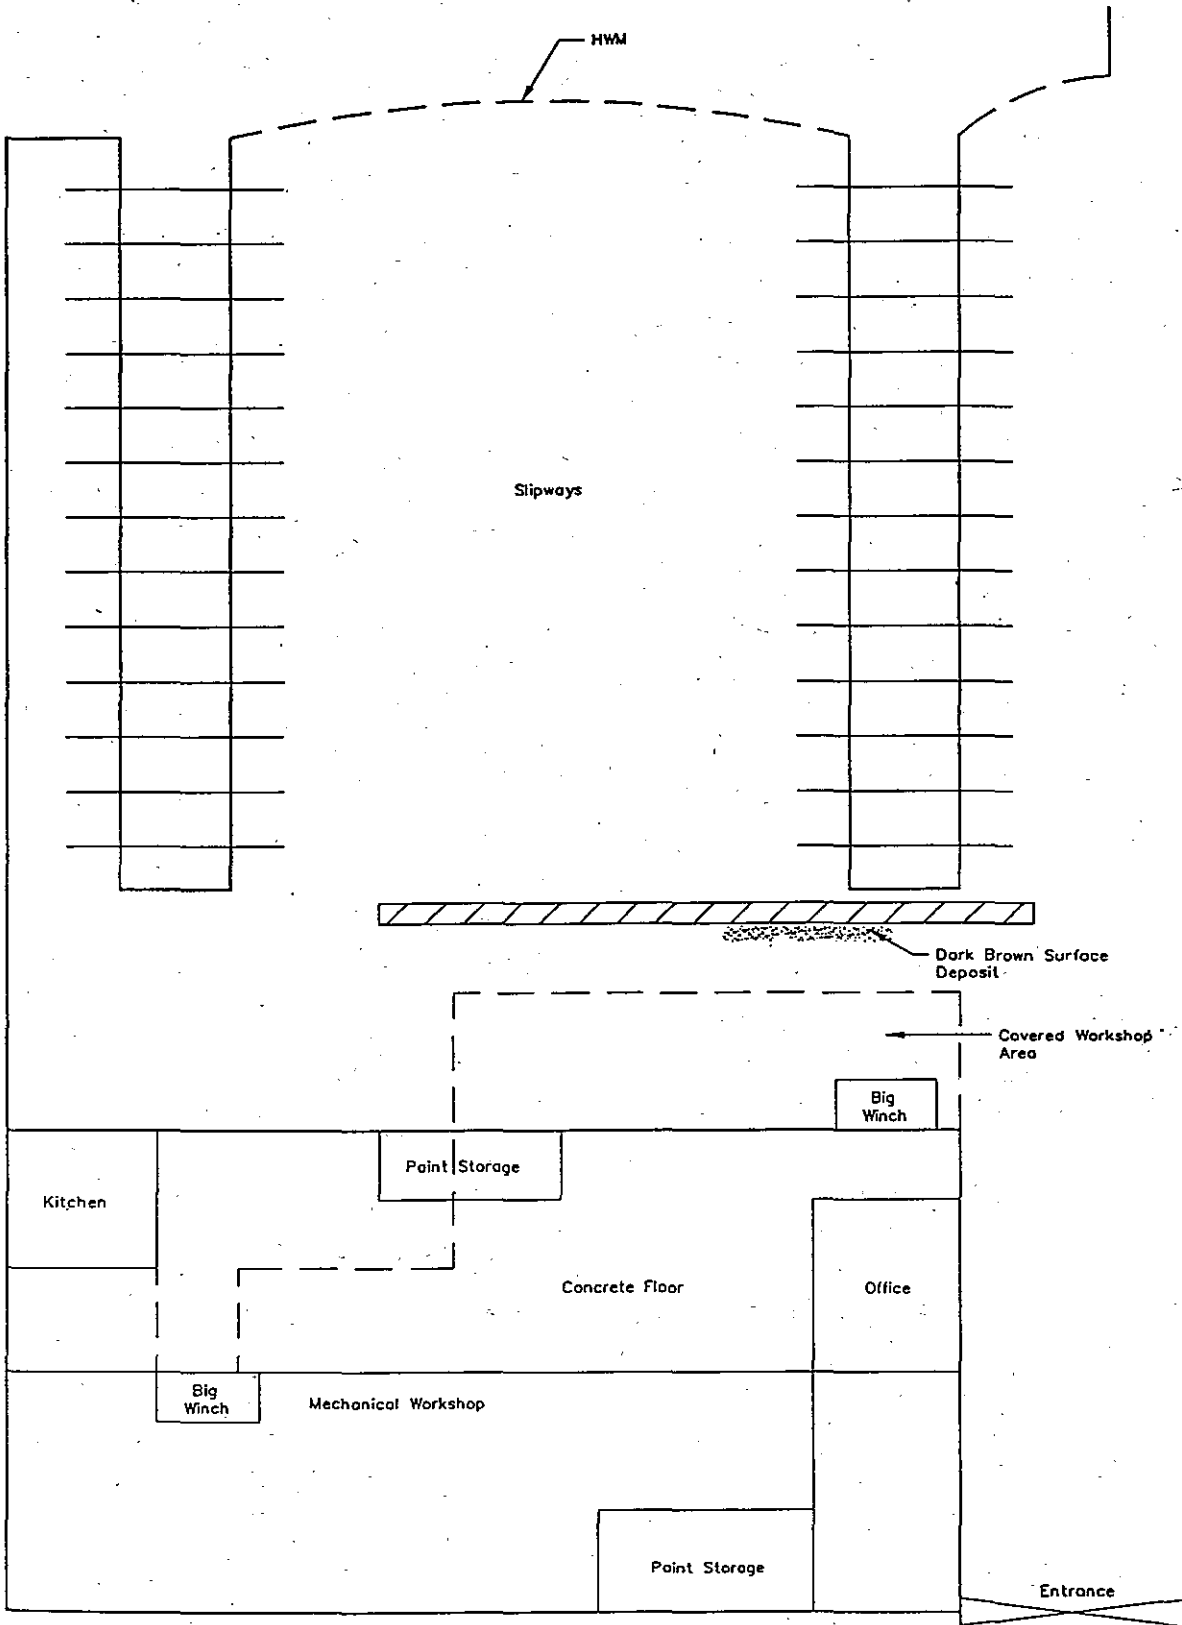 HWM
Slipways
Dark Brown Surface
Deposit
Covered Workshop
Area
Big
Winch
Paint Storage
Kitchen
Concrete Floor
Office
Big
Winch
Mechanical Workshop
Paint Storage
Entrance